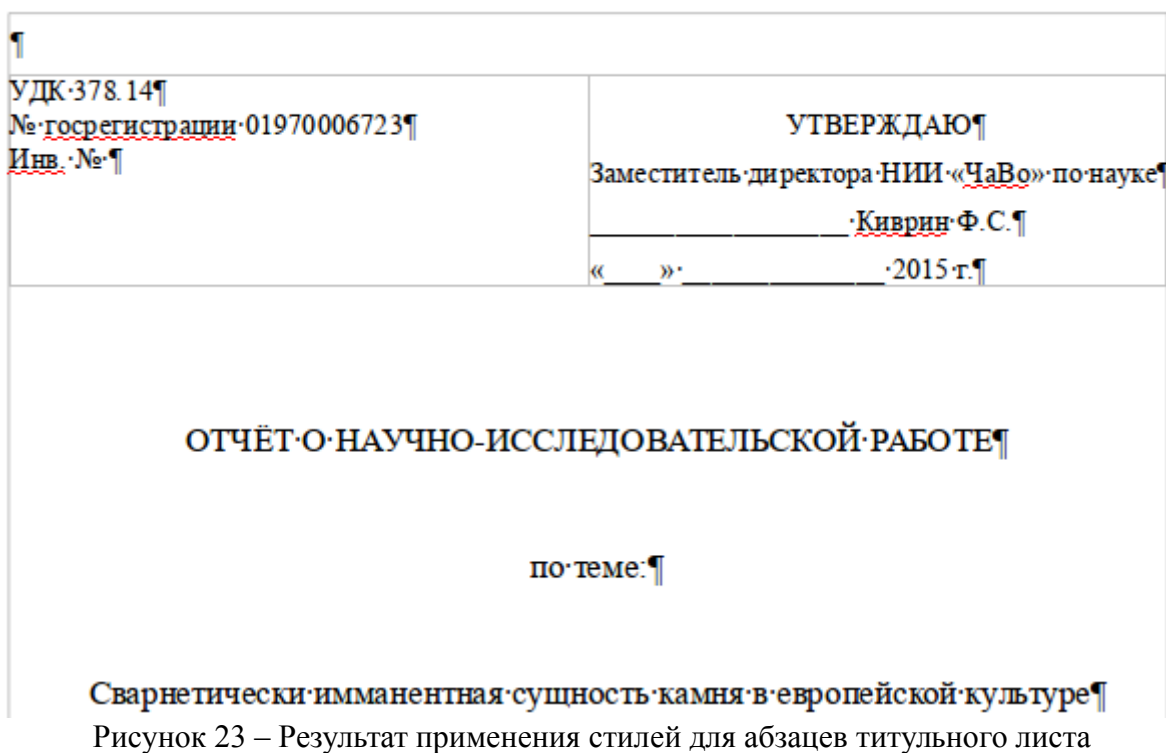 ¶
УДК·378.14¶
№·госрегистрации·01970006723¶
Инв.·№·¶
УТВЕРЖДАЮ¶
Заместитель·директора·НИИ·«ЧаВо»·по·науке¶
__________________·Киврин·Ф.С.¶
«____»·______________·2015·г.¶
ОТЧЁТ·О·НАУЧНО-ИССЛЕДОВАТЕЛЬСКОЙ·РАБОТЕ¶
по·теме:¶
Сварнетически·имманентная·сущность·камня·в·европейской·культуре¶
Рисунок 23 – Результат применения стилей для абзацев титульного листа